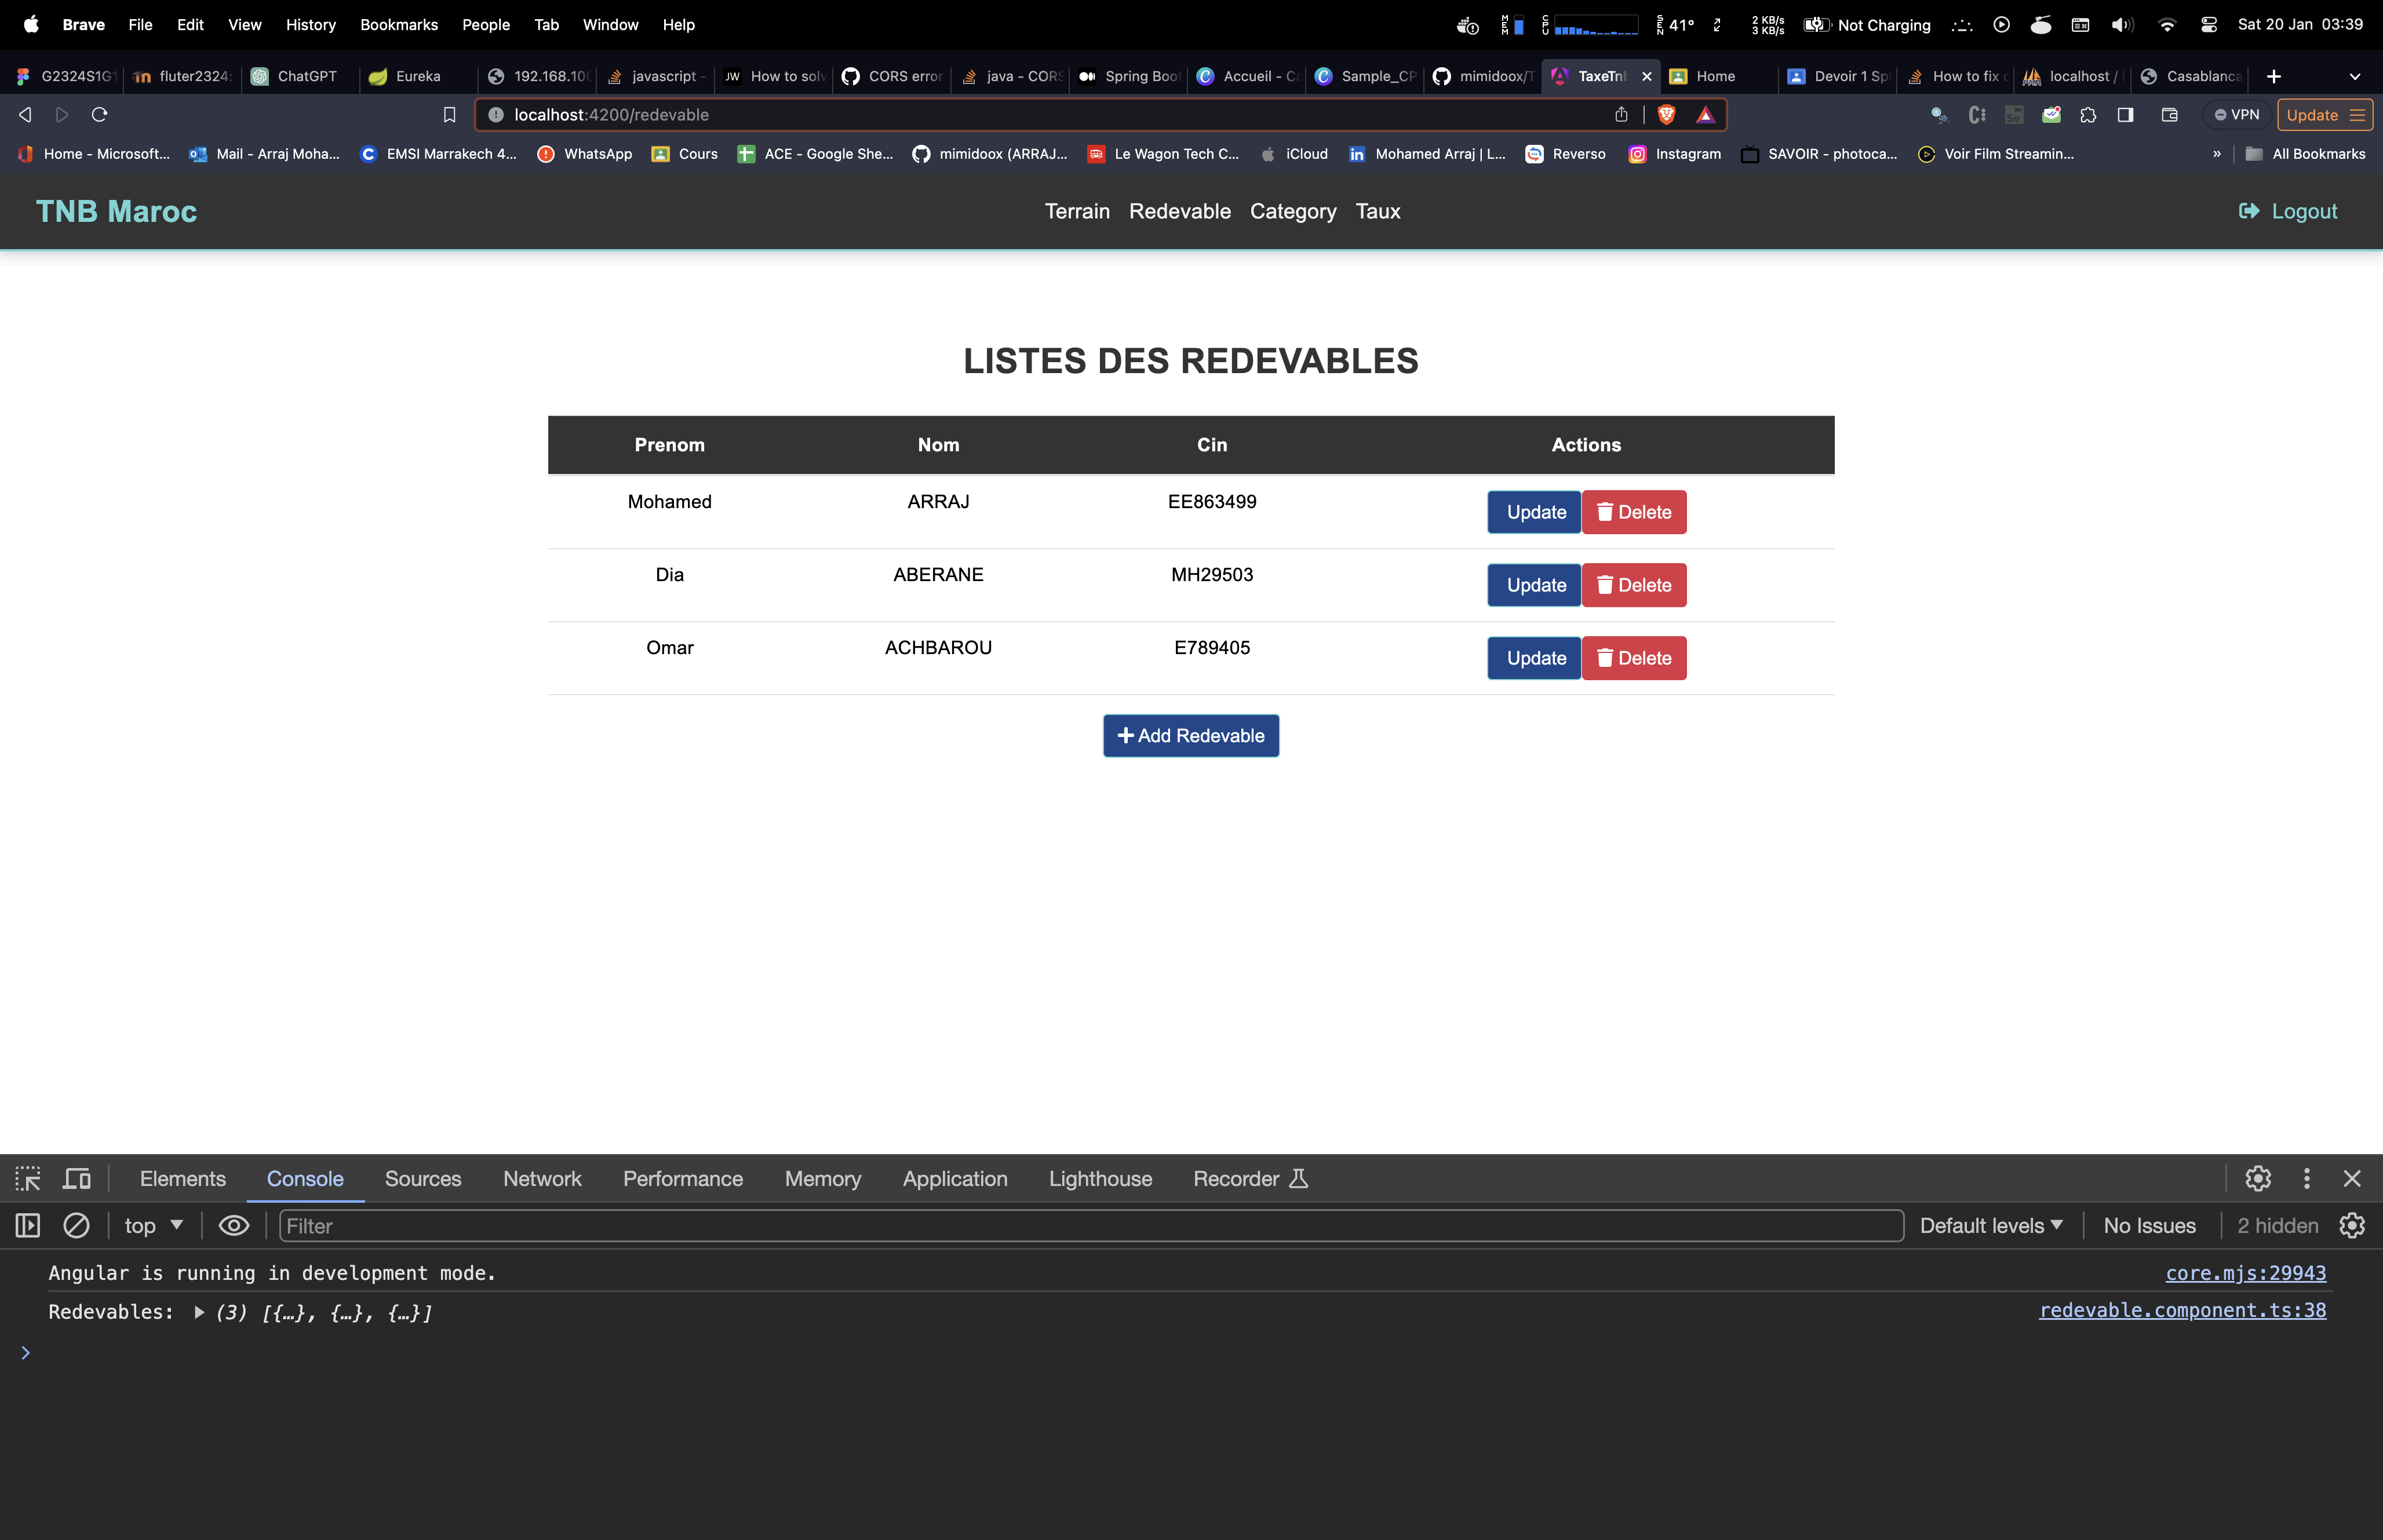 Brave File Edit View History Bookmarks People Tab Window Help MEM CPU SEN 41° 2 KB/s 3 KB/s Not Charging Sat 20 Jan 03:39
G2324S1G1 fluter2324: ChatGPT Eureka 192.168.10 javascript - JW How to solv CORS error java - CORS Spring Boot Accueil - Ca Sample_CP mimidoox/T TaxeTnb Home Devoir 1 Spr How to fix c localhost / Casablanca
localhost:4200/redevable VPN Update
Home - Microsoft... Mail - Arraj Moha... EMSI Marrakech 4... WhatsApp Cours ACE - Google She... mimidoox (ARRAJ... Le Wagon Tech C... iCloud Mohamed Arraj | L... Reverso Instagram SAVOIR - photoca... Voir Film Streamin... » All Bookmarks
TNB Maroc Terrain Redevable Category Taux Logout
LISTES DES REDEVABLES
Prenom Nom Cin Actions
Mohamed ARRAJ EE863499 Update Delete
Dia ABERANE MH29503 Update Delete
Omar ACHBAROU E789405 Update Delete
Add Redevable
Elements Console Sources Network Performance Memory Application Lighthouse Recorder
top Filter Default levels No Issues 2 hidden
Angular is running in development mode. core.mjs:29943
Redevables: (3) [{…}, {…}, {…}] redevable.component.ts:38